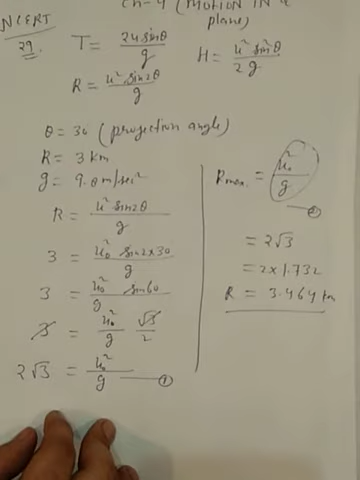 Ch-4 (MOTION IN a plane)
NCERT
29.
T = 2u sinθ / g
H = u² sin²θ / 2g
R = u² sin2θ / g
θ = 30 (projection angle)
R = 3 km
g = 9.8 m/sec²
R = u² sin2θ / g
3 = u₀² sin2×30 / g
3 = u₀² sin60 / g
3 = u₀² / g √3 / 2
2√3 = u₀² / g —①
Rmax. = u₀² / g —②
= 2√3
= 2×1.732
R = 3.464 km